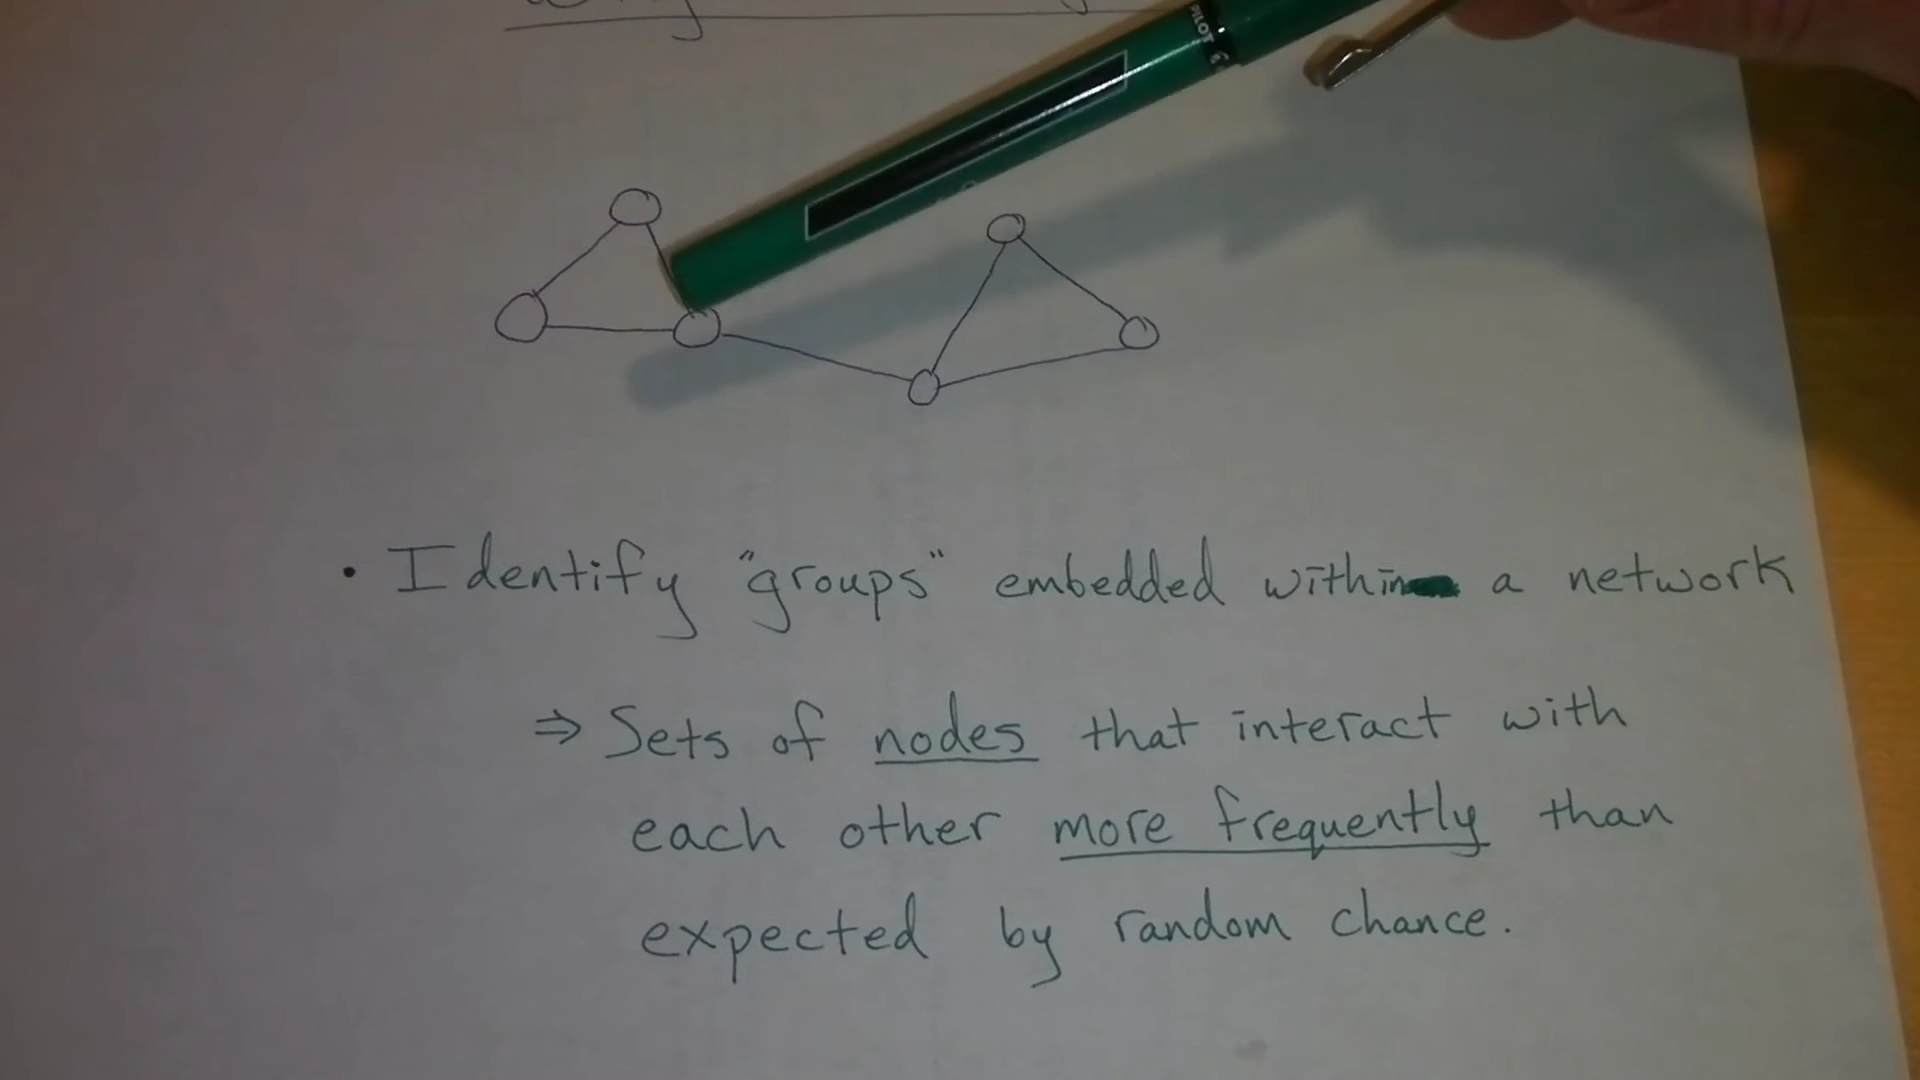 PILOT
• Identify "groups" embedded within a network
⇒ Sets of nodes that interact with
each other more frequently than
expected by random chance.